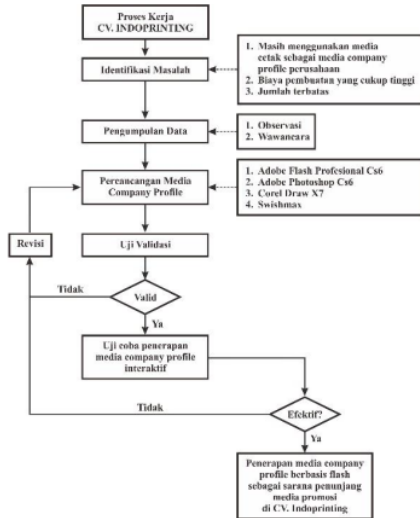 Proses Kerja
CV. INDOPRINTING
Identifikasi Masalah
1. Masih menggunakan media
cetak sebagai media company
profile perusahaan
2. Biaya pembuatan yang cukup tinggi
3. Jumlah terbatas
Pengumpulan Data
1. Observasi
2. Wawancara
Perancangan Media
Company Profile
1. Adobe Flash Profesional Cs6
2. Adobe Photoshop Cs6
3. Corel Draw X7
4. Swishmax
Revisi
Uji Validasi
Tidak
Valid
Ya
Uji coba penerapan
media company profile
interaktif
Tidak
Efektif?
Ya
Penerapan media company
profile berbasis flash
sebagai sarana penunjang
media promosi
di CV. Indoprinting